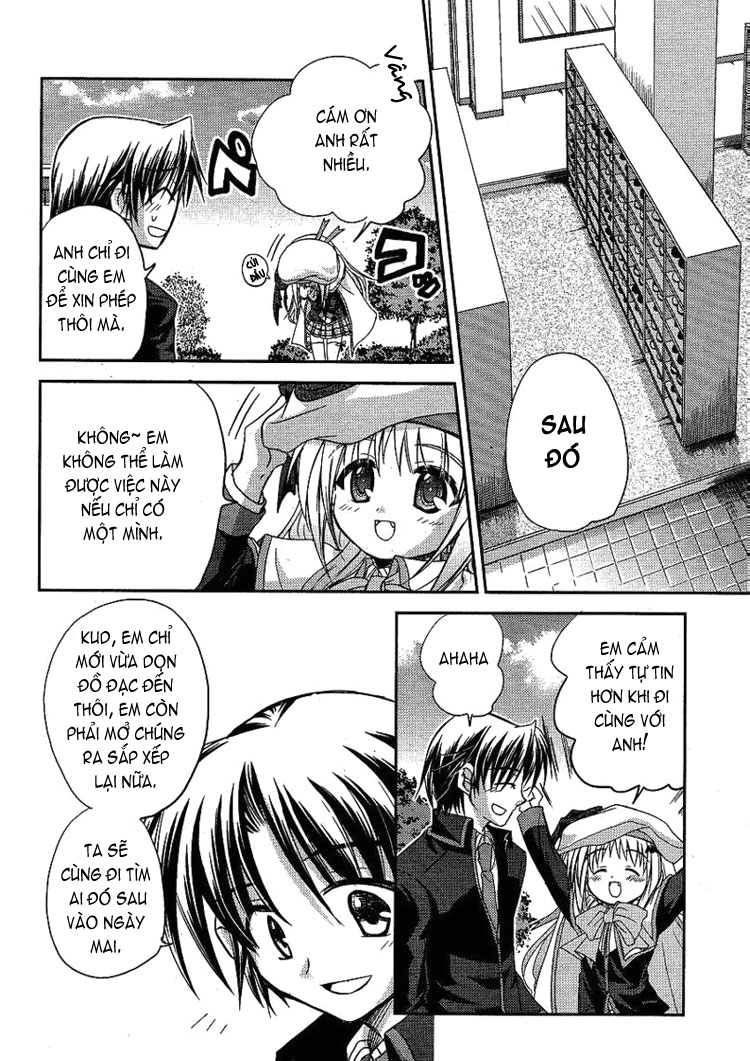 SAU
ĐÓ
Vâng
CÁM ƠN
ANH RẤT
NHIỀU.
ペコ
CÚI
ĐẦU
ANH CHỈ ĐI
CÙNG EM
ĐỂ XIN PHÉP
THÔI MÀ.
KHÔNG~ EM
KHÔNG THỂ LÀM
ĐƯỢC VIỆC NÀY
NẾU CHỈ CÓ
MỘT MÌNH.
EM CẢM
THẤY TỰ TIN
HƠN KHI ĐI
CÙNG VỚI
ANH!
AHAHA
KUD, EM CHỈ
MỚI VỪA DỌN
ĐỒ ĐẠC ĐẾN
THÔI, EM CÒN
PHẢI MỞ CHÚNG
RA SẮP XẾP
LẠI NỮA.
TA SẼ
CÙNG ĐI TÌM
AI ĐÓ SAU
VÀO NGÀY
MAI.